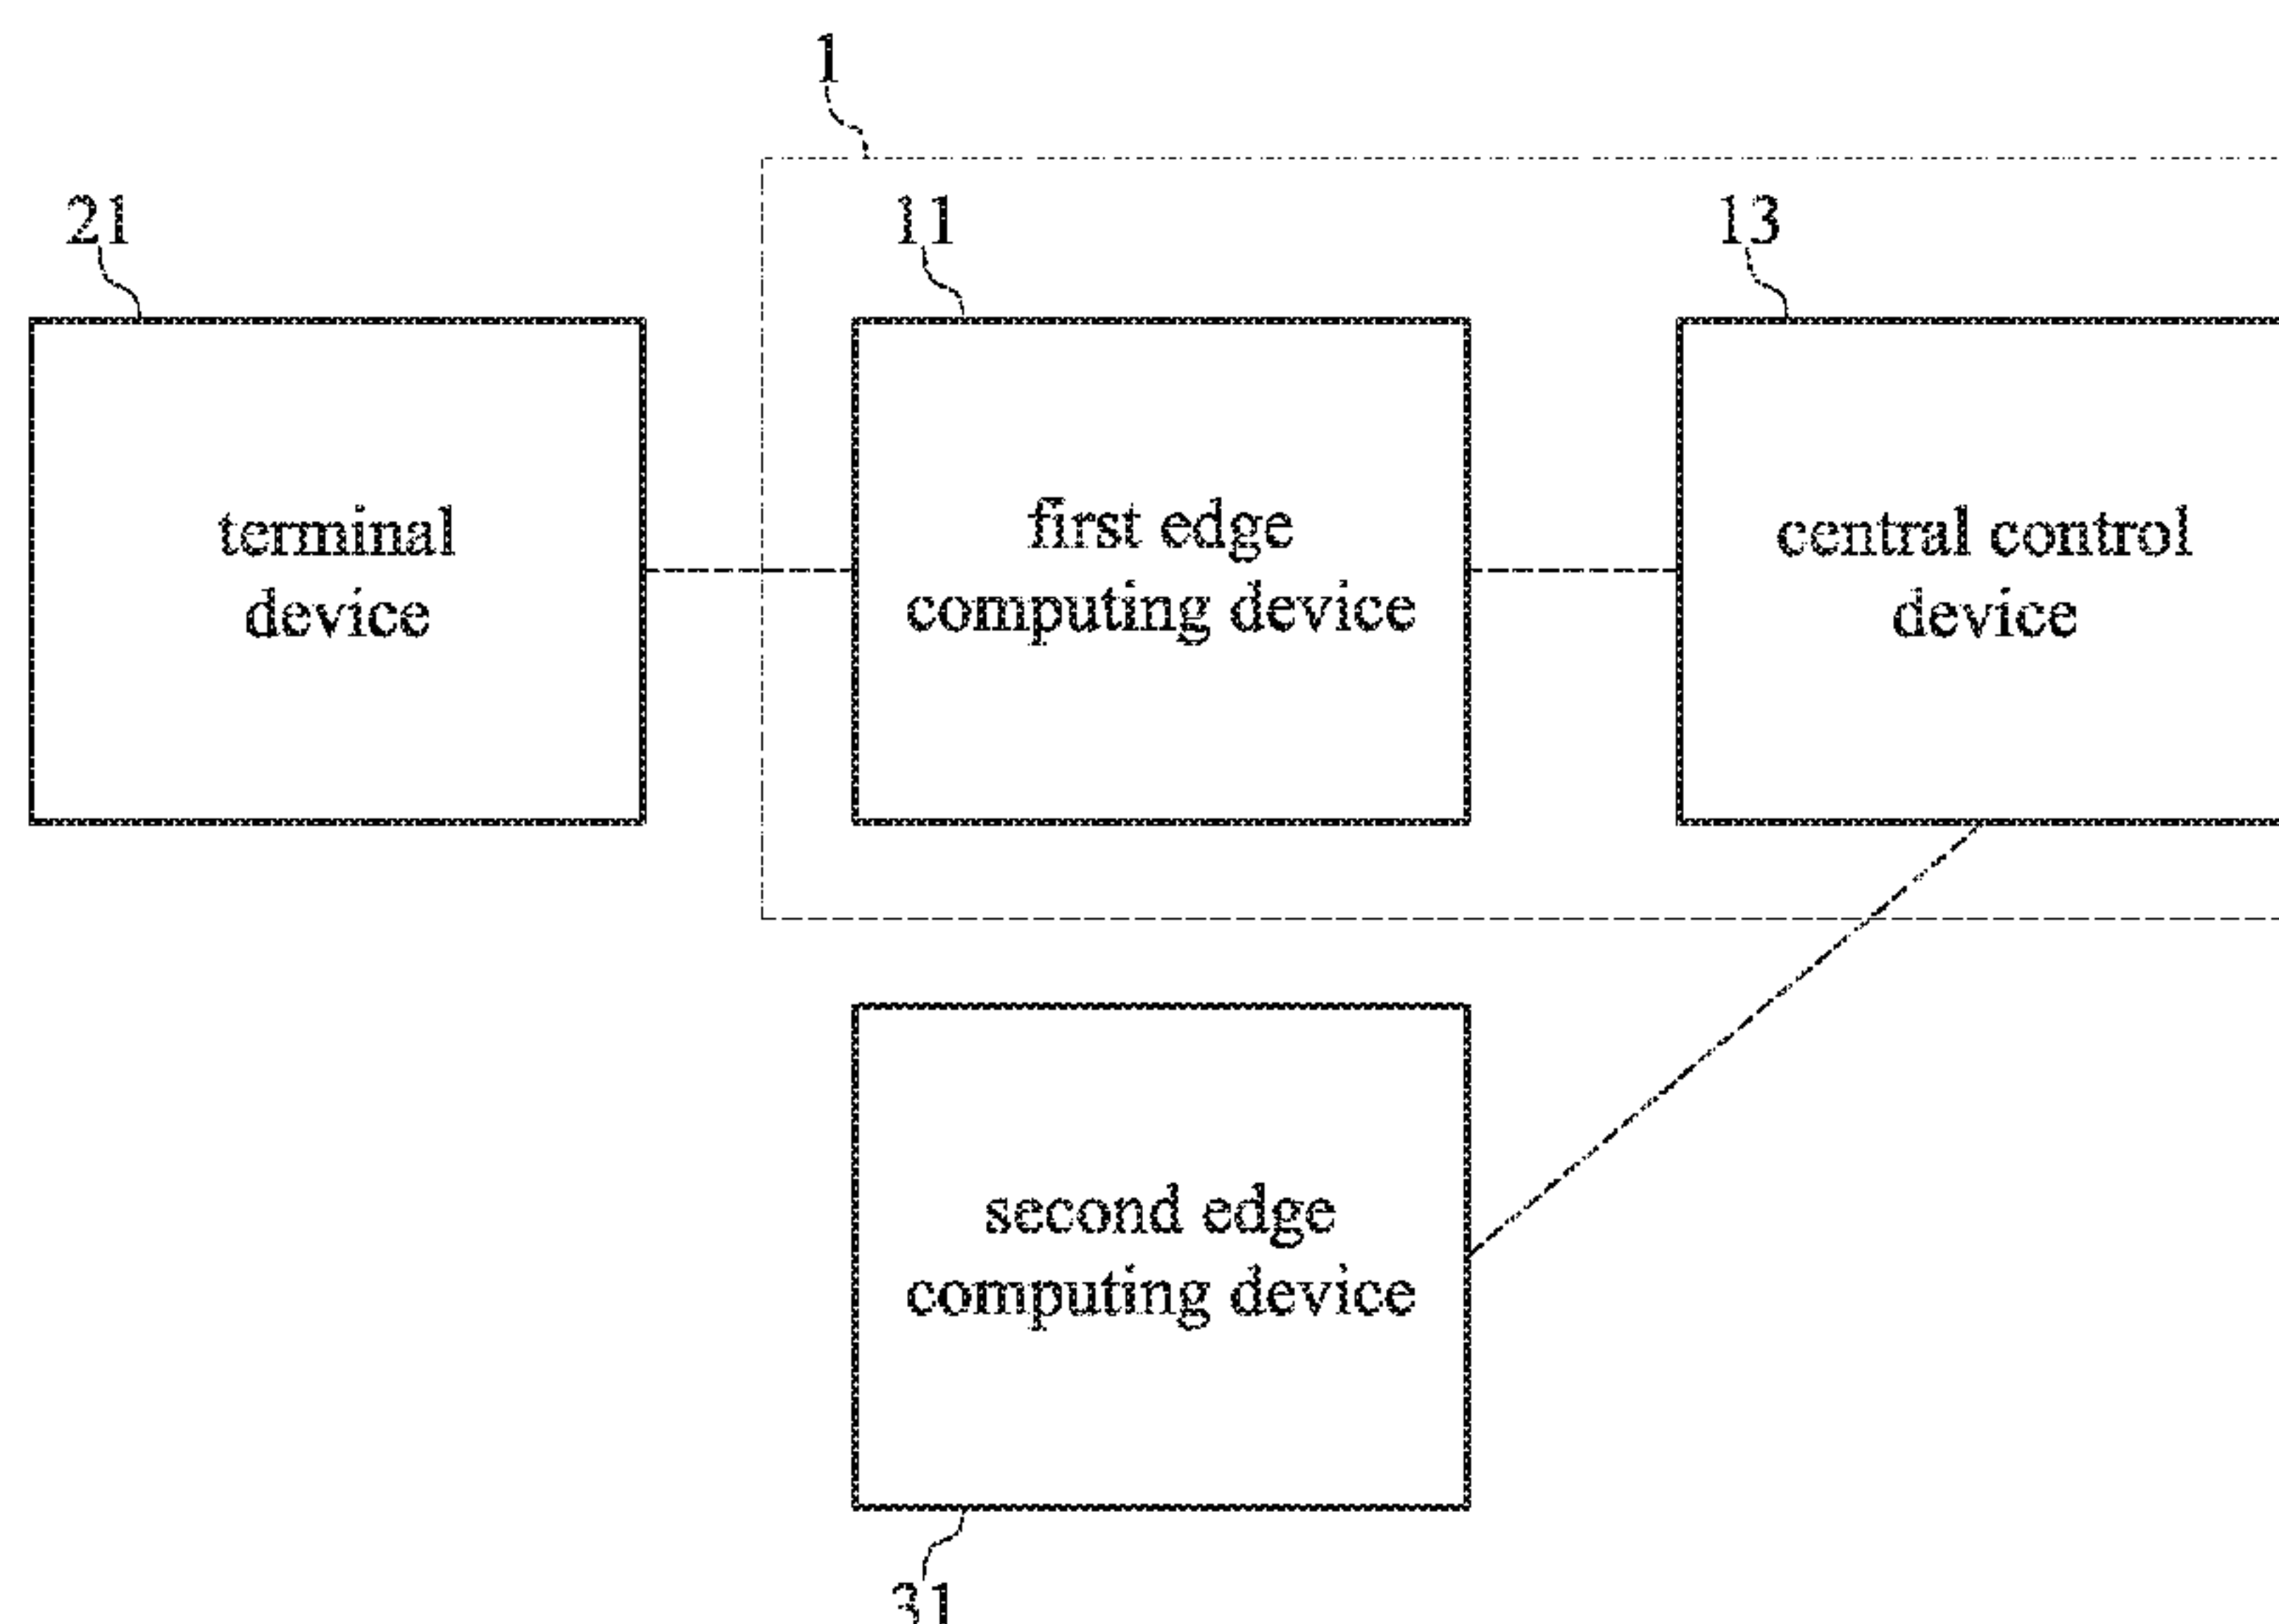 1
21
11
13
terminal
device
first edge
computing device
central control
device
second edge
computing device
31